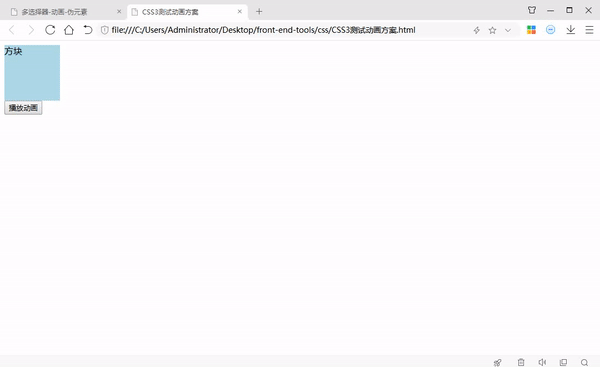 多选择器-动画-伪元素
CSS3测试动画方案
file:///C:/Users/Administrator/Desktop/front-end-tools/css/CSS3测试动画方案.html
方块
播放动画